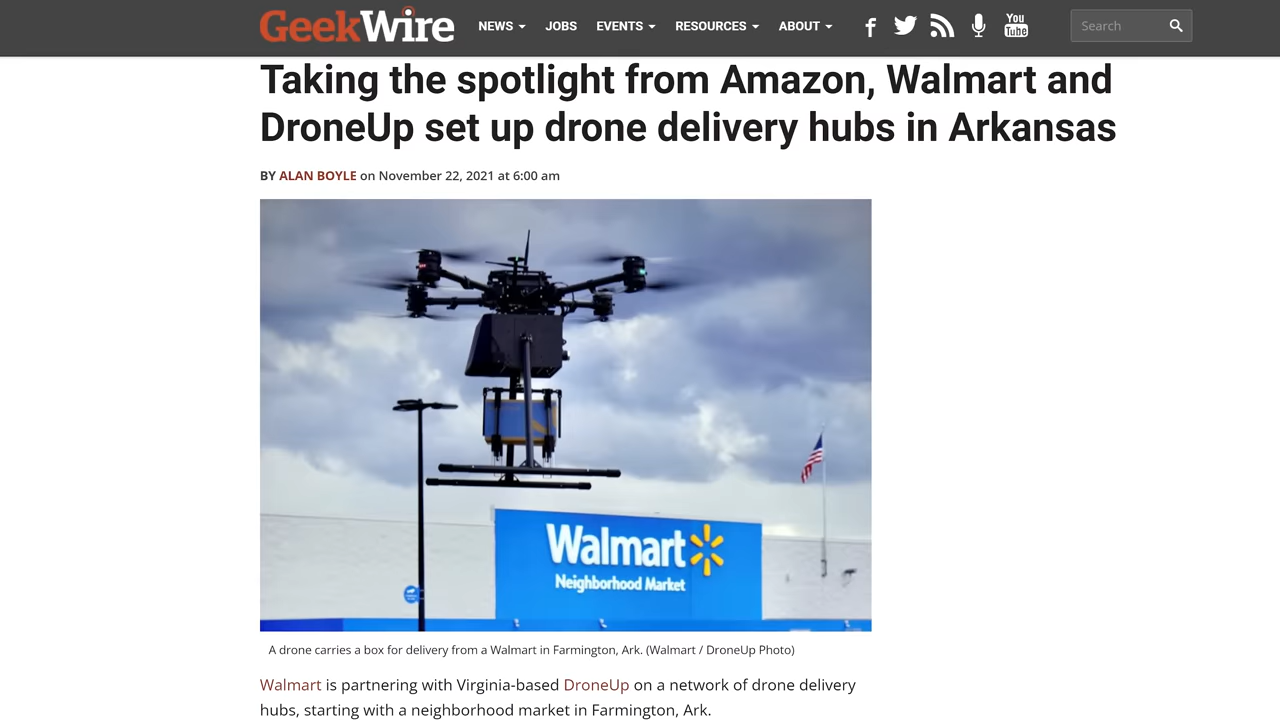 GeekWire NEWS JOBS EVENTS RESOURCES ABOUT You Tube Search
Taking the spotlight from Amazon, Walmart and
DroneUp set up drone delivery hubs in Arkansas
BY ALAN BOYLE on November 22, 2021 at 6:00 am
Walmart
Neighborhood Market
A drone carries a box for delivery from a Walmart in Farmington, Ark. (Walmart / DroneUp Photo)
Walmart is partnering with Virginia-based DroneUp on a network of drone delivery
hubs, starting with a neighborhood market in Farmington, Ark.